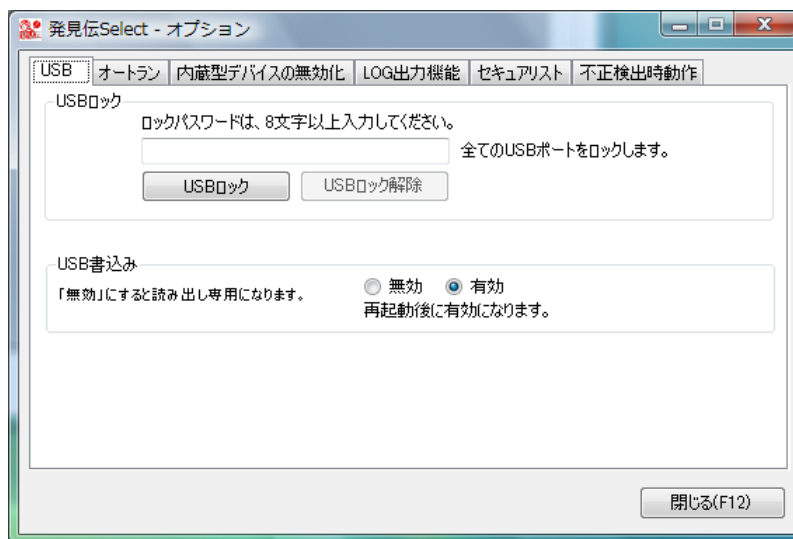 発見伝Select - オプション
USB オートラン 内蔵型デバイスの無効化 LOG出力機能 セキュアリスト 不正検出時動作
USBロック
ロックパスワードは、8文字以上入力してください。
全てのUSBポートをロックします。
USBロック USBロック解除
USB書込み
「無効」にすると読み出し専用になります。 無効 有効
再起動後に有効になります。
閉じる(F12)